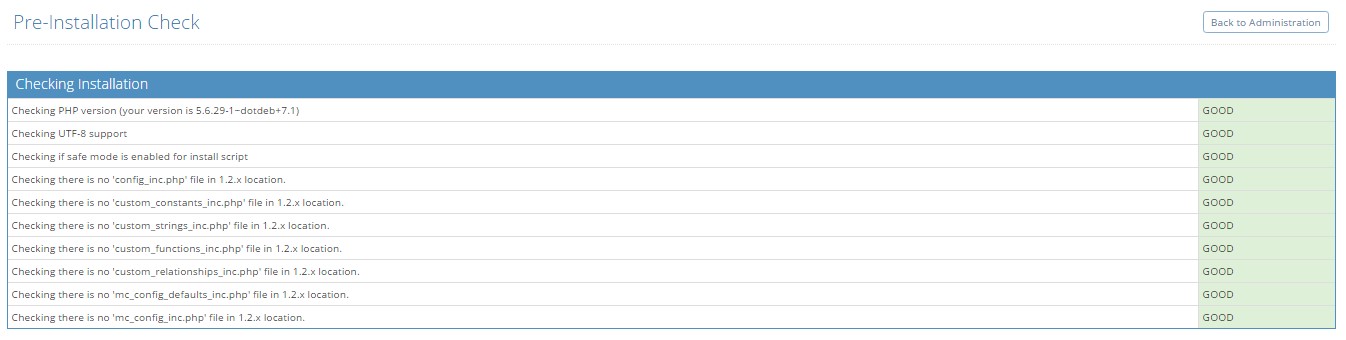 Pre-Installation Check
Back to Administration
Checking Installation
Checking PHP version (your version is 5.6.29-1~dotdeb+7.1) GOOD
Checking UTF-8 support GOOD
Checking if safe mode is enabled for install script GOOD
Checking there is no 'config_inc.php' file in 1.2.x location. GOOD
Checking there is no 'custom_constants_inc.php' file in 1.2.x location. GOOD
Checking there is no 'custom_strings_inc.php' file in 1.2.x location. GOOD
Checking there is no 'custom_functions_inc.php' file in 1.2.x location. GOOD
Checking there is no 'custom_relationships_inc.php' file in 1.2.x location. GOOD
Checking there is no 'mc_config_defaults_inc.php' file in 1.2.x location. GOOD
Checking there is no 'mc_config_inc.php' file in 1.2.x location. GOOD